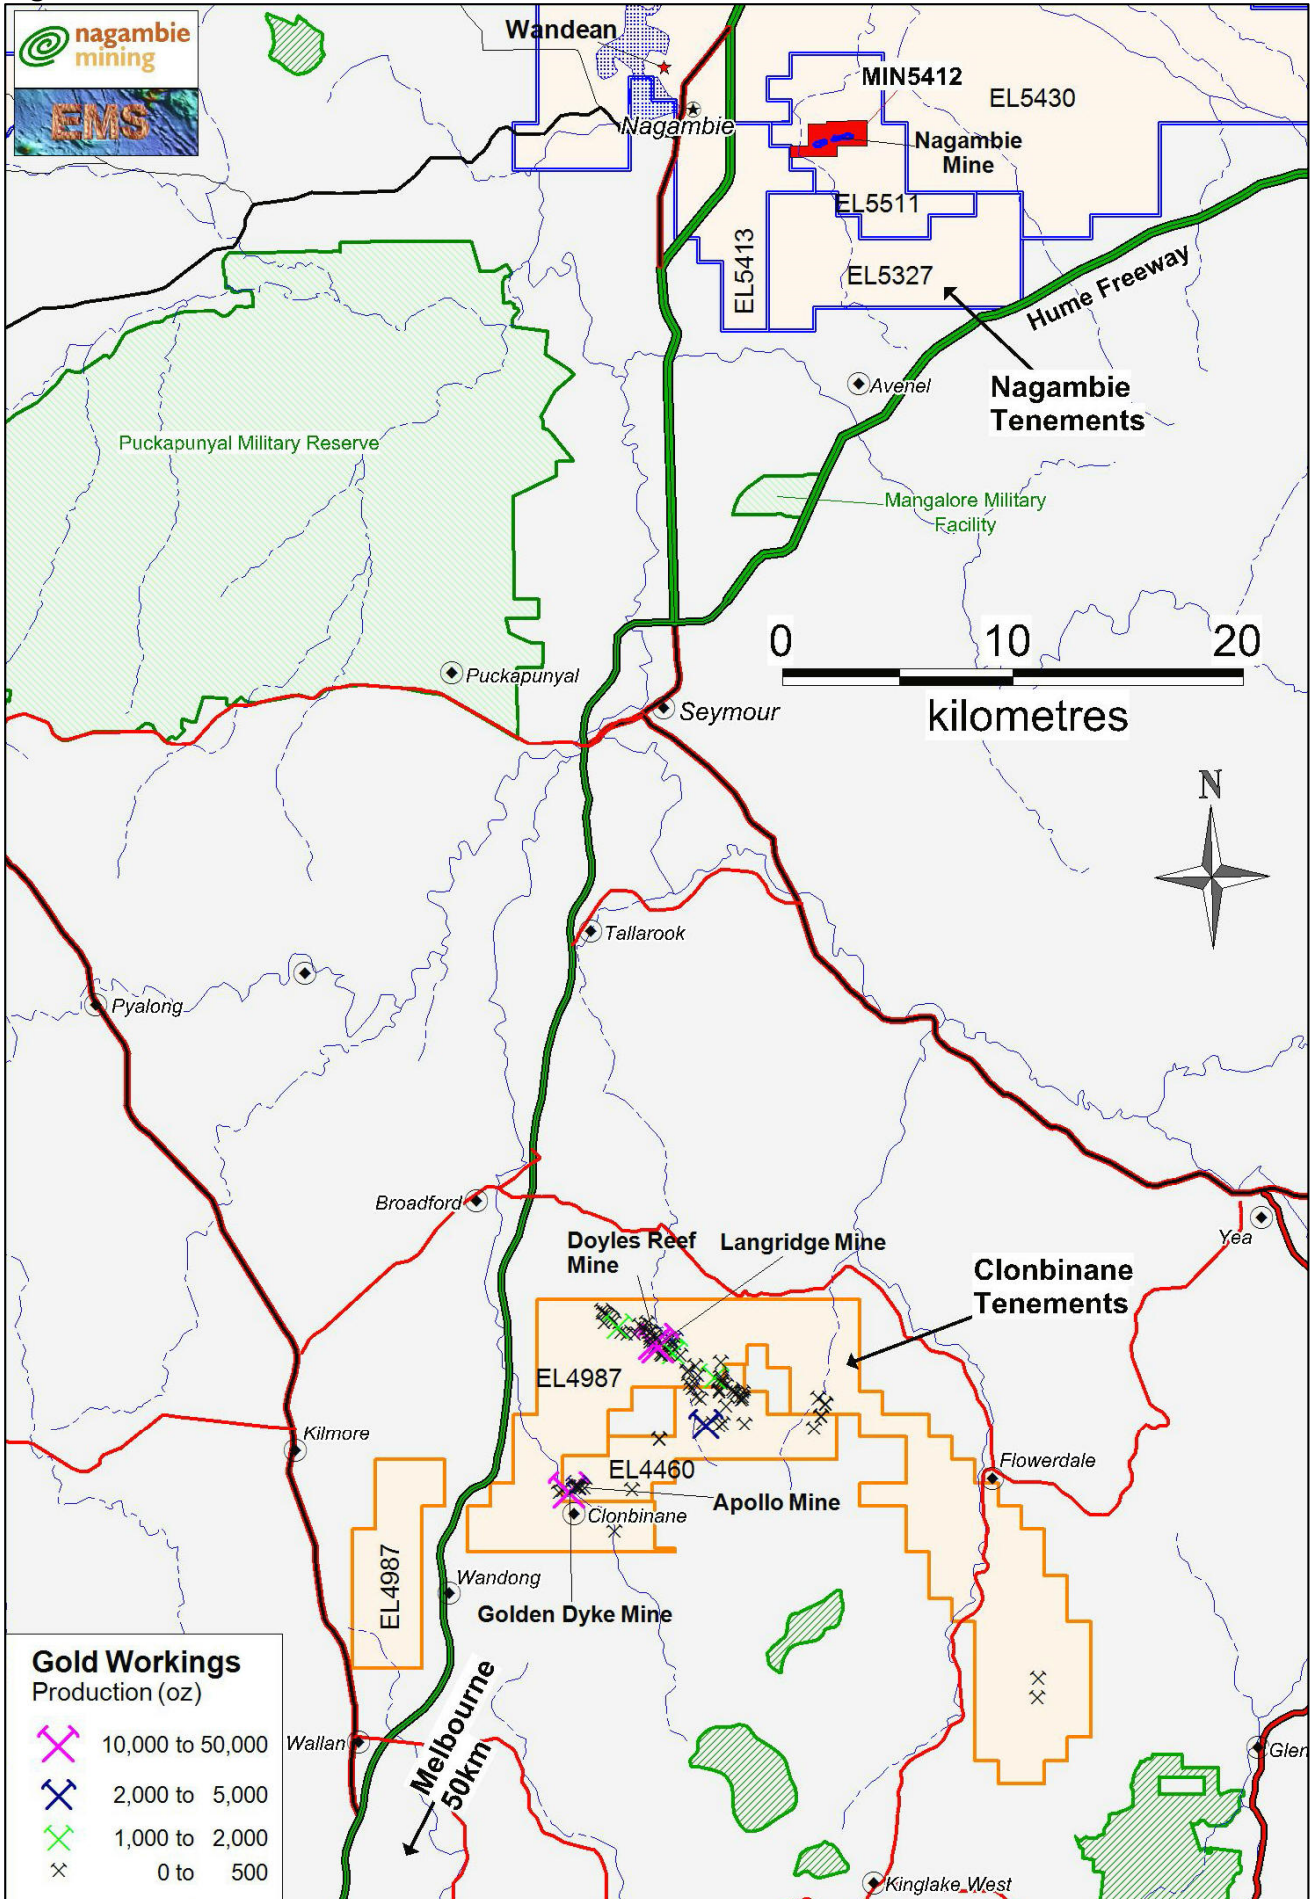 nagambie
mining
EMS
Wandean
MIN5412
EL5430
Nagambie
Nagambie
Mine
EL5511
EL5413
EL5327
Hume Freeway
Avenel
Nagambie
Tenements
Puckapunyal Military Reserve
Mangalore Military
Facility
0 10 20
kilometres
Puckapunyal
Seymour
N
Tallarook
Pyalong
Broadford
Yea
Doyles Reef
Mine
Langridge Mine
Clonbinane
Tenements
EL4987
Kilmore
Flowerdale
EL4460
Apollo Mine
Clonbinane
EL4987
Wandong
Golden Dyke Mine
Gold Workings
Production (oz)
10,000 to 50,000
2,000 to 5,000
1,000 to 2,000
0 to 500
Wallan
Melbourne
50km
Glen
Kinglake West